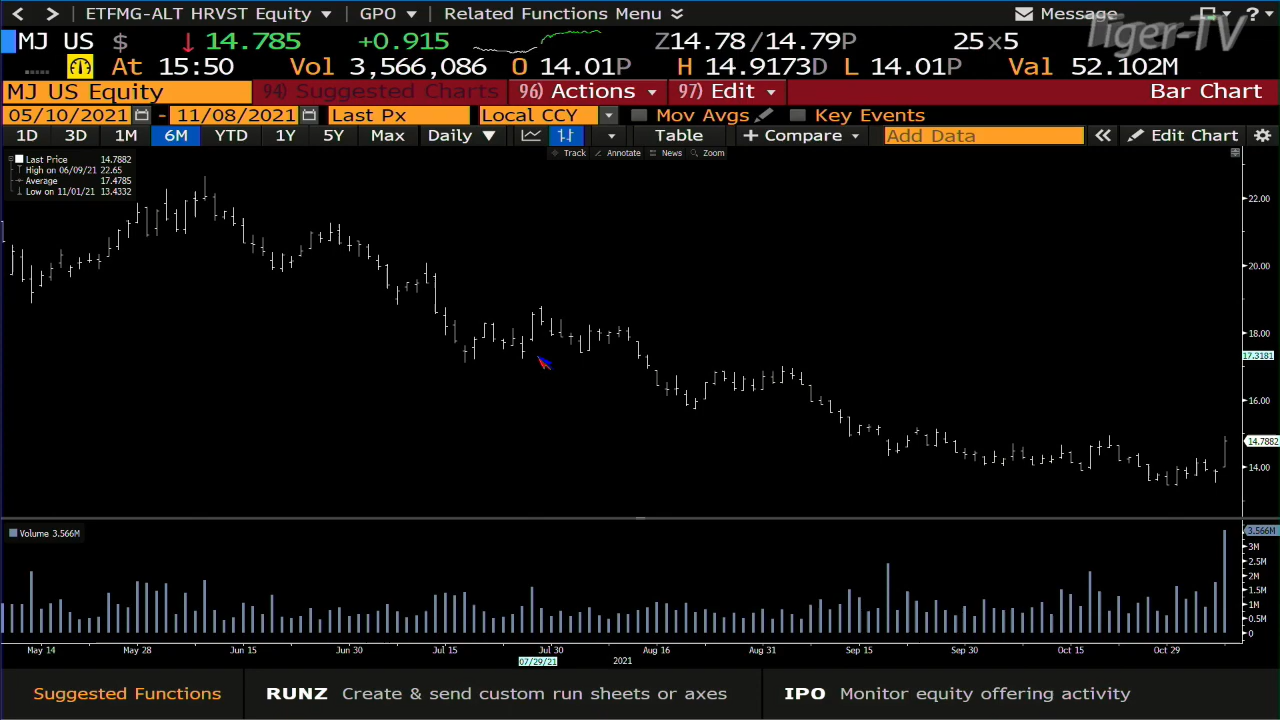 ETFMG-ALT HRVST Equity GPO Related Functions Menu Message ?
Tiger-TV
MJ US $ ↓ 14.785 +0.915 Z14.78/14.79P 25x5
At 15:50 Vol 3,566,086 O 14.01P H 14.9173D L 14.01P Val 52.102M
MJ US Equity 94) Suggested Charts 96) Actions 97) Edit Bar Chart
05/10/2021 - 11/08/2021 Last Px Local CCY Mov Avgs Key Events
1D 3D 1M 6M YTD 1Y 5Y Max Daily ▼ Table + Compare Add Data « Edit Chart
Track Annotate News Zoom
Last Price 14.7882
High on 06/09/21 22.65
Average 17.4785
Low on 11/01/21 13.4332
22.00
20.00
18.00
17.3181
16.00
14.7882
14.00
Volume 3.566M
3.566M
3M
2.5M
2M
1.5M
1M
0.5M
0
May 14 May 28 Jun 15 Jun 30 Jul 15 Jul 30 Aug 16 Aug 31 Sep 15 Sep 30 Oct 15 Oct 29
07/29/21 2021
Suggested Functions RUNZ Create & send custom run sheets or axes IPO Monitor equity offering activity